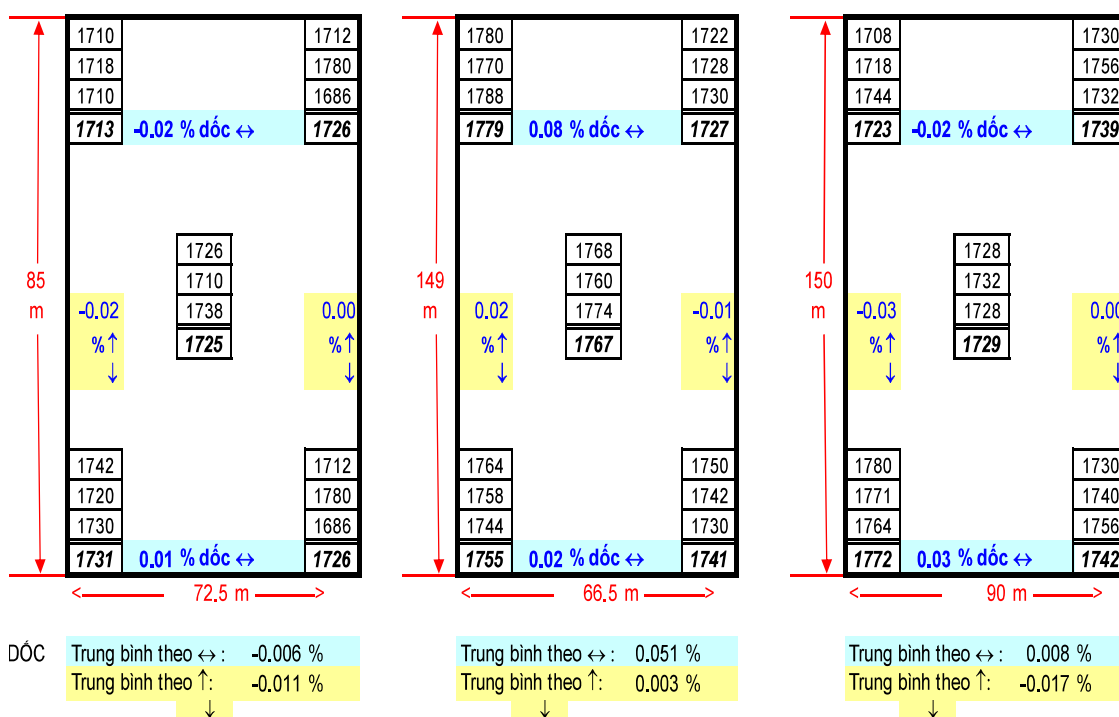 1710 1712 1780 1722 1708 1730
1718 1780 1770 1728 1718 1756
1710 1686 1788 1730 1744 1732
1713 -0.02 % dốc ↔ 1726 1779 0.08 % dốc ↔ 1727 1723 -0.02 % dốc ↔ 1739
1726 1768 1728
85 1710 149 1760 150 1732
m -0.02 1738 0.00 m 0.02 1774 -0.01 m -0.03 1728 0.00
%↑ 1725 %↑ %↑ 1767 %↑ %↑ 1729 %↑
↓ ↓ ↓ ↓ ↓ ↓
1742 1712 1764 1750 1780 1730
1720 1780 1758 1742 1771 1740
1730 1686 1744 1730 1764 1756
1731 0.01 % dốc ↔ 1726 1755 0.02 % dốc ↔ 1741 1772 0.03 % dốc ↔ 1742
< 72.5 m > < 66.5 m > < 90 m >
DỐC Trung bình theo ↔ : -0.006 % Trung bình theo ↔ : 0.051 % Trung bình theo ↔ : 0.008 %
Trung bình theo ↑: -0.011 % Trung bình theo ↑: 0.003 % Trung bình theo ↑: -0.017 %
↓ ↓ ↓